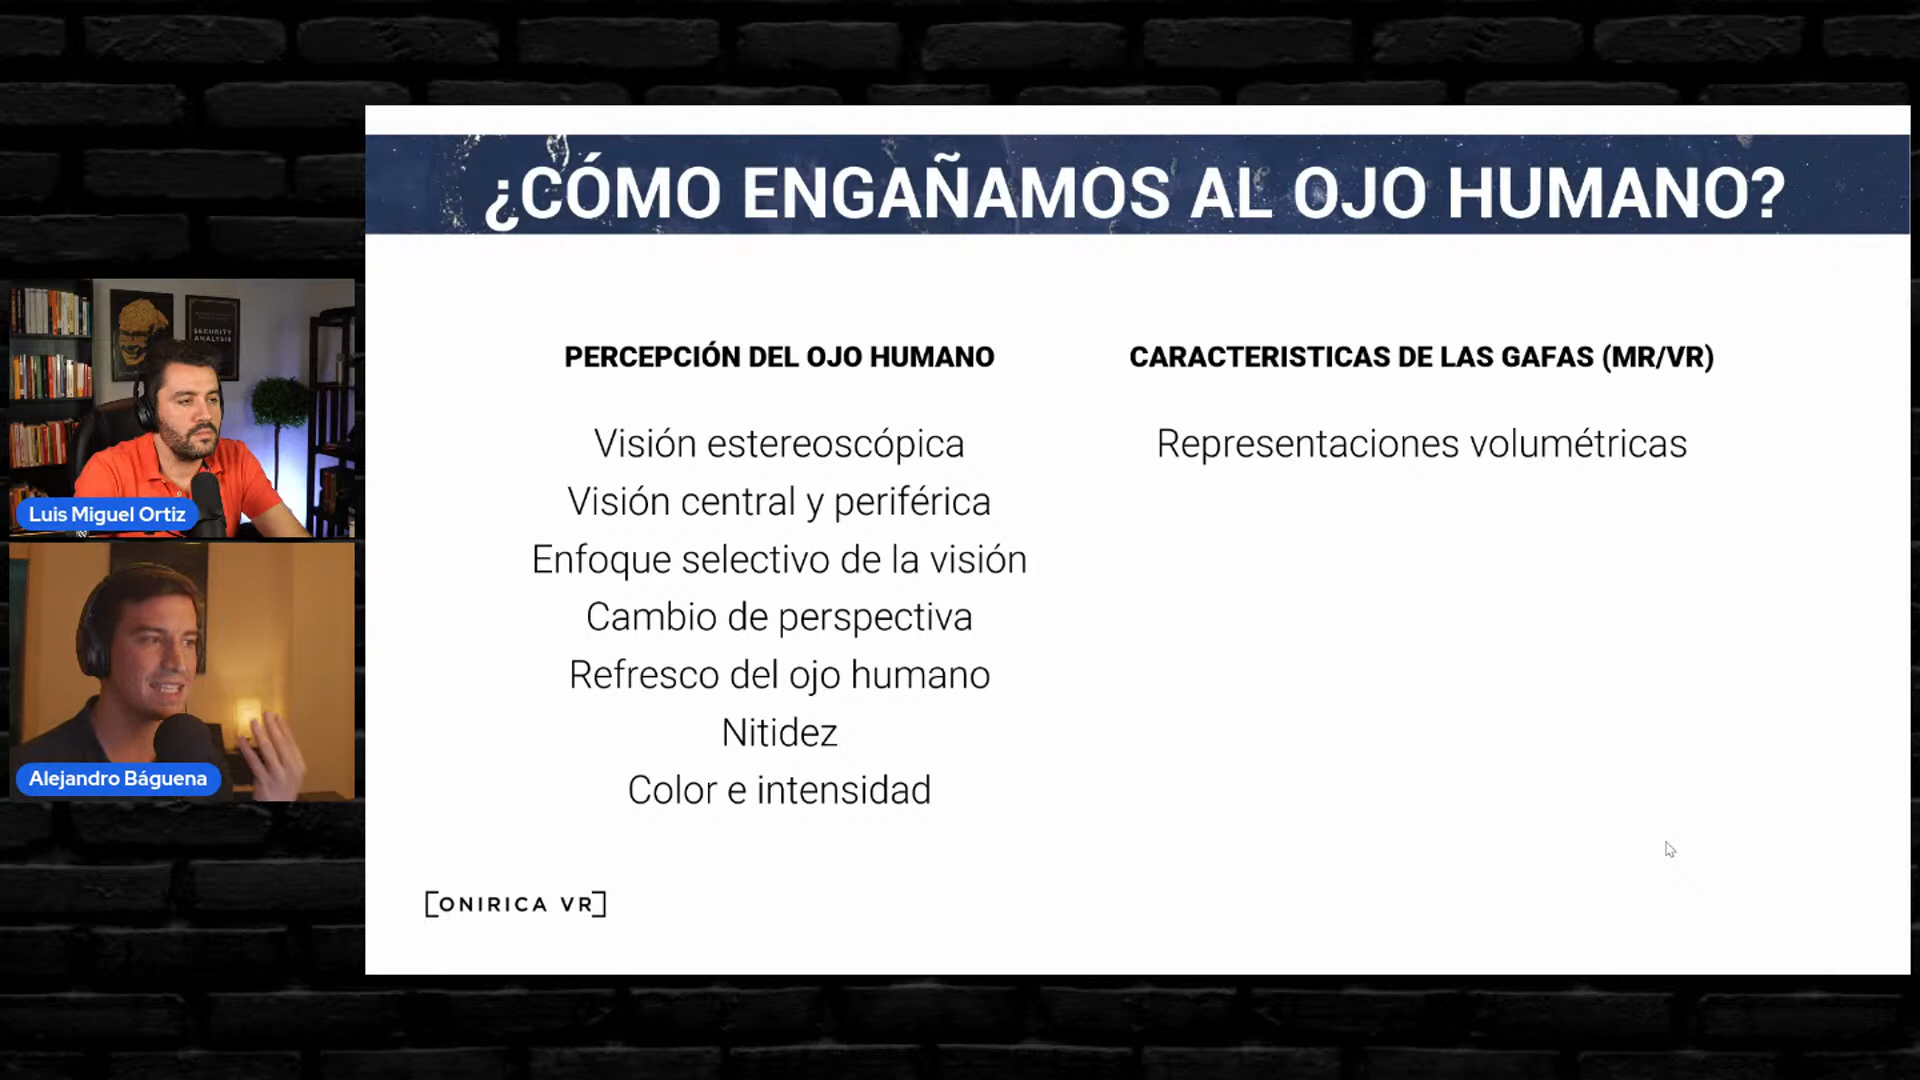 ¿CÓMO ENGAÑAMOS AL OJO HUMANO?
PERCEPCIÓN DEL OJO HUMANO
Visión estereoscópica
Visión central y periférica
Enfoque selectivo de la visión
Cambio de perspectiva
Refresco del ojo humano
Nitidez
Color e intensidad
CARACTERISTICAS DE LAS GAFAS (MR/VR)
Representaciones volumétricas
[ONIRICA VR]
SECURITY
ANALYSIS
Luis Miguel Ortiz
Alejandro Báguena